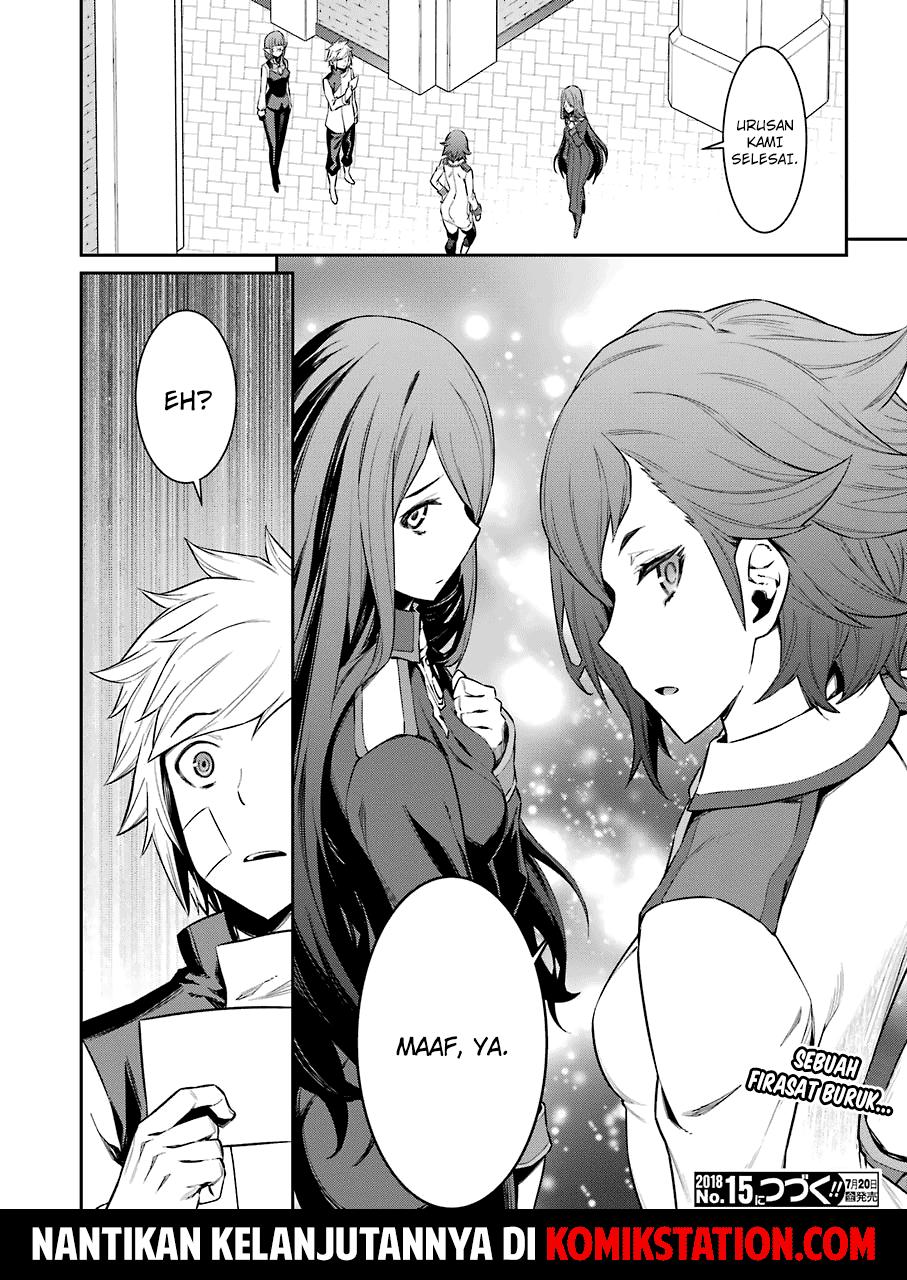 URUSAN
KAMI
SELESAI.
EH?
MAAF, YA.
SEBUAH
FIRASAT BURUK...
2018
No.15につづく!!
7月20日
発売
NANTIKAN KELANJUTANNYA DI KOMIKSTATION.COM